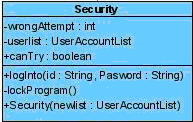 Security
-wrongAttempt : int
-userlist : UserAccountList
+canTry : boolean
+logInto(id : String, Pasword : String)
-lockProgram()
+Security(newlist : UserAccountList)